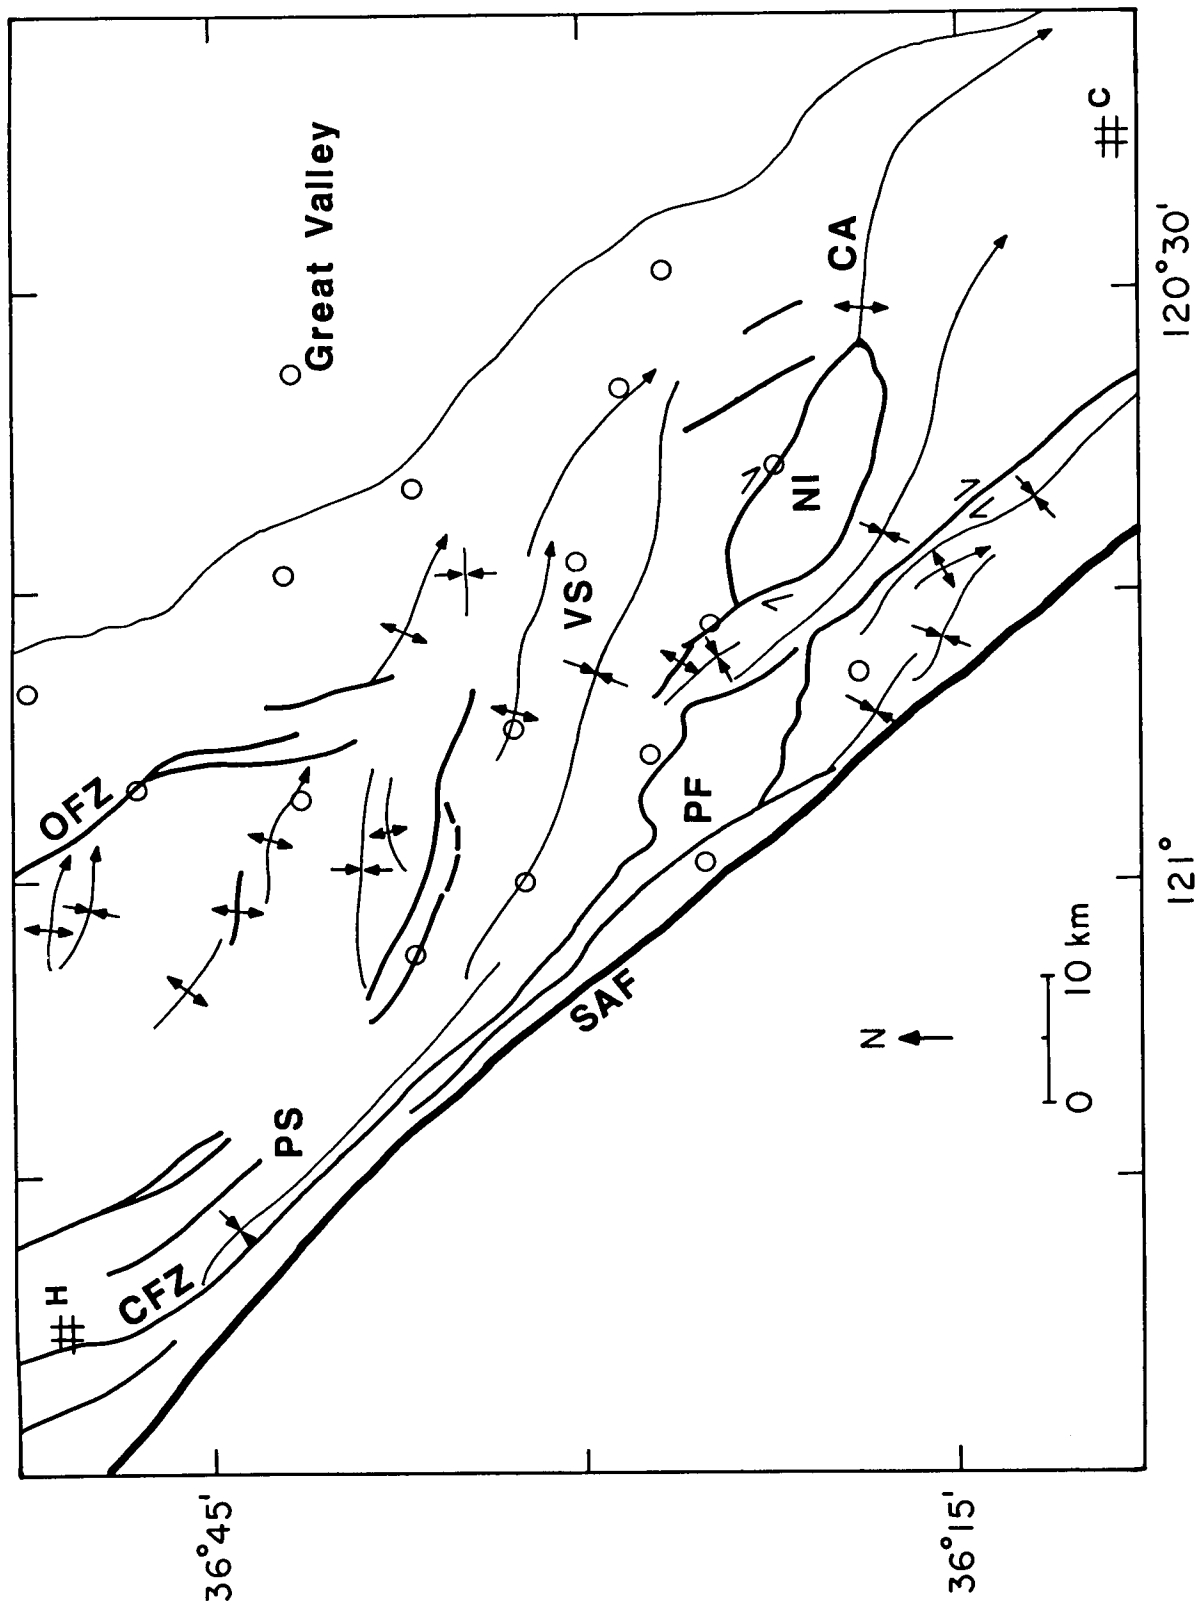 OFZ
Great Valley
H
CFZ
PS
VS
CA
C
NI
PF
SAF
N
0
10 km
36°45'
36°15'
121°
120°30'